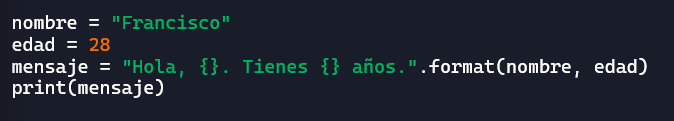 nombre = "Francisco"
edad = 28
mensaje = "Hola, {}. Tienes {} años.".format(nombre, edad)
print(mensaje)